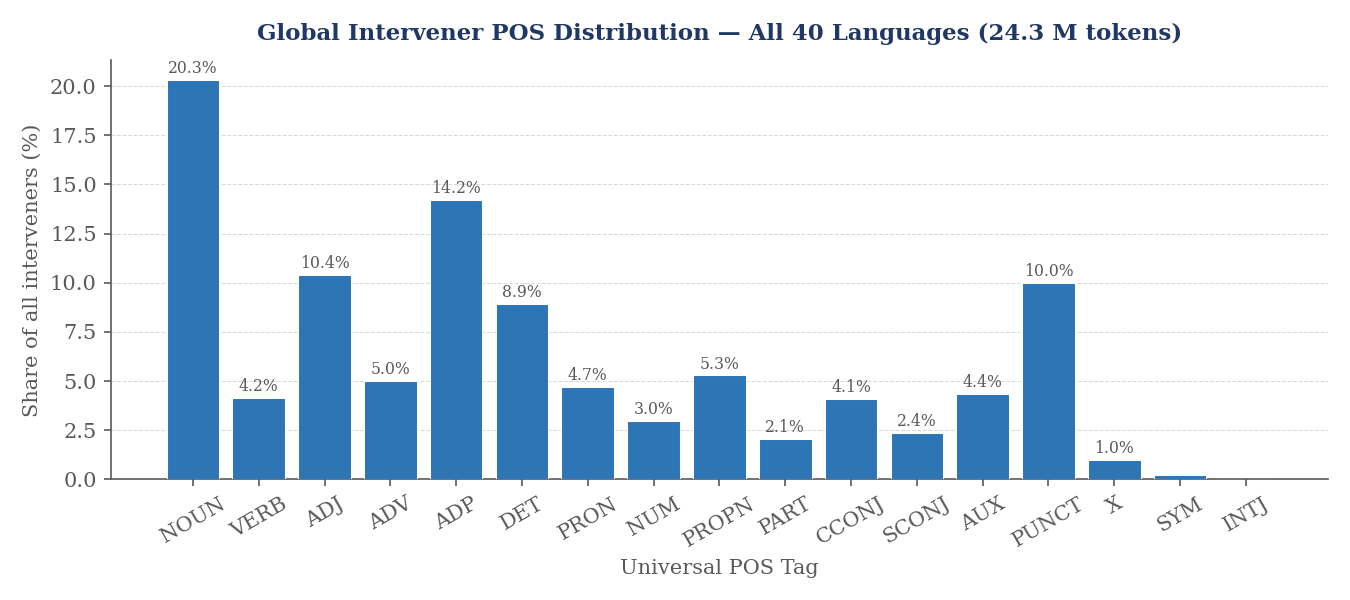 Global Intervener POS Distribution — All 40 Languages (24.3 M tokens)
Share of all interveners (%)
20.0
17.5
15.0
12.5
10.0
7.5
5.0
2.5
0.0
20.3%
4.2%
10.4%
5.0%
14.2%
8.9%
4.7%
3.0%
5.3%
2.1%
4.1%
2.4%
4.4%
10.0%
1.0%
NOUN
VERB
ADJ
ADV
ADP
DET
PRON
NUM
PROPN
PART
CCONJ
SCONJ
AUX
PUNCT
X
SYM
INTJ
Universal POS Tag